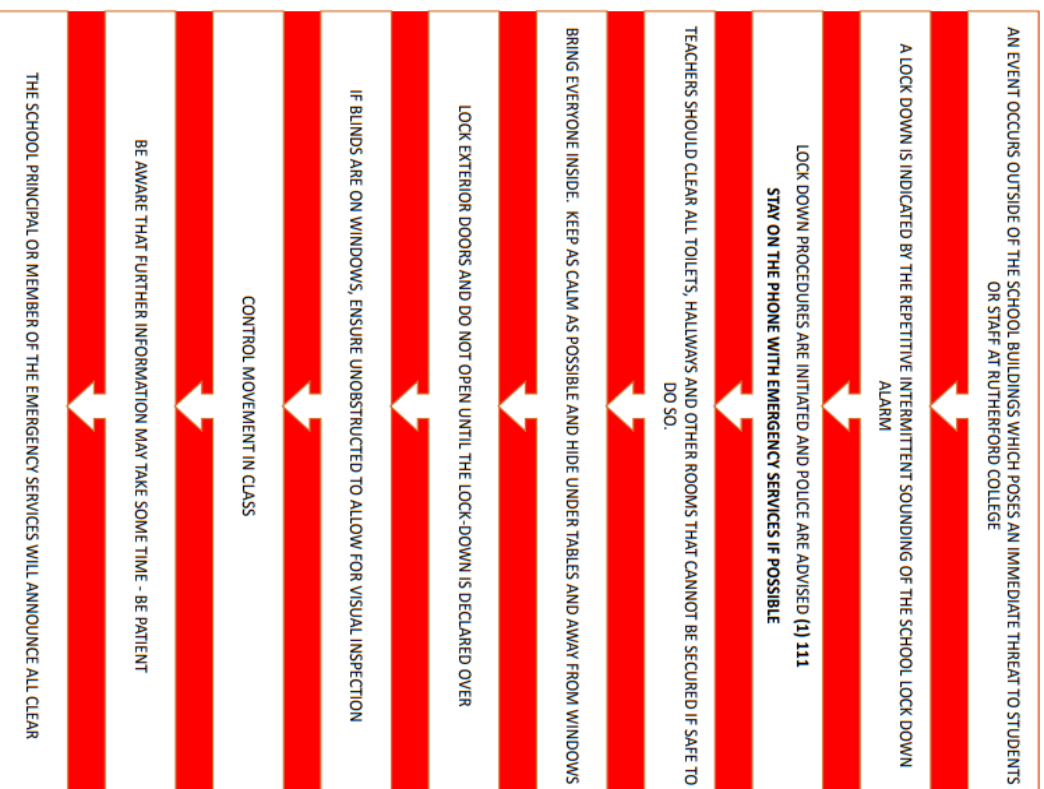 AN EVENT OCCURS OUTSIDE OF THE SCHOOL BUILDINGS WHICH POSES AN IMMEDIATE THREAT TO STUDENTS
OR STAFF AT RUTHERFORD COLLEGE
A LOCK DOWN IS INDICATED BY THE REPETITIVE INTERMITTENT SOUNDING OF THE SCHOOL LOCK DOWN
ALARM
LOCK DOWN PROCEDURES ARE INITIATED AND POLICE ARE ADVISED (1) 111
STAY ON THE PHONE WITH EMERGENCY SERVICES IF POSSIBLE
TEACHERS SHOULD CLEAR ALL TOILETS, HALLWAYS AND OTHER ROOMS THAT CANNOT BE SECURED IF SAFE TO
DO SO.
BRING EVERYONE INSIDE. KEEP AS CALM AS POSSIBLE AND HIDE UNDER TABLES AND AWAY FROM WINDOWS
LOCK EXTERIOR DOORS AND DO NOT OPEN UNTIL THE LOCK-DOWN IS DECLARED OVER
IF BLINDS ARE ON WINDOWS, ENSURE UNOBSTRUCTED TO ALLOW FOR VISUAL INSPECTION
CONTROL MOVEMENT IN CLASS
BE AWARE THAT FURTHER INFORMATION MAY TAKE SOME TIME - BE PATIENT
THE SCHOOL PRINCIPAL OR MEMBER OF THE EMERGENCY SERVICES WILL ANNOUNCE ALL CLEAR